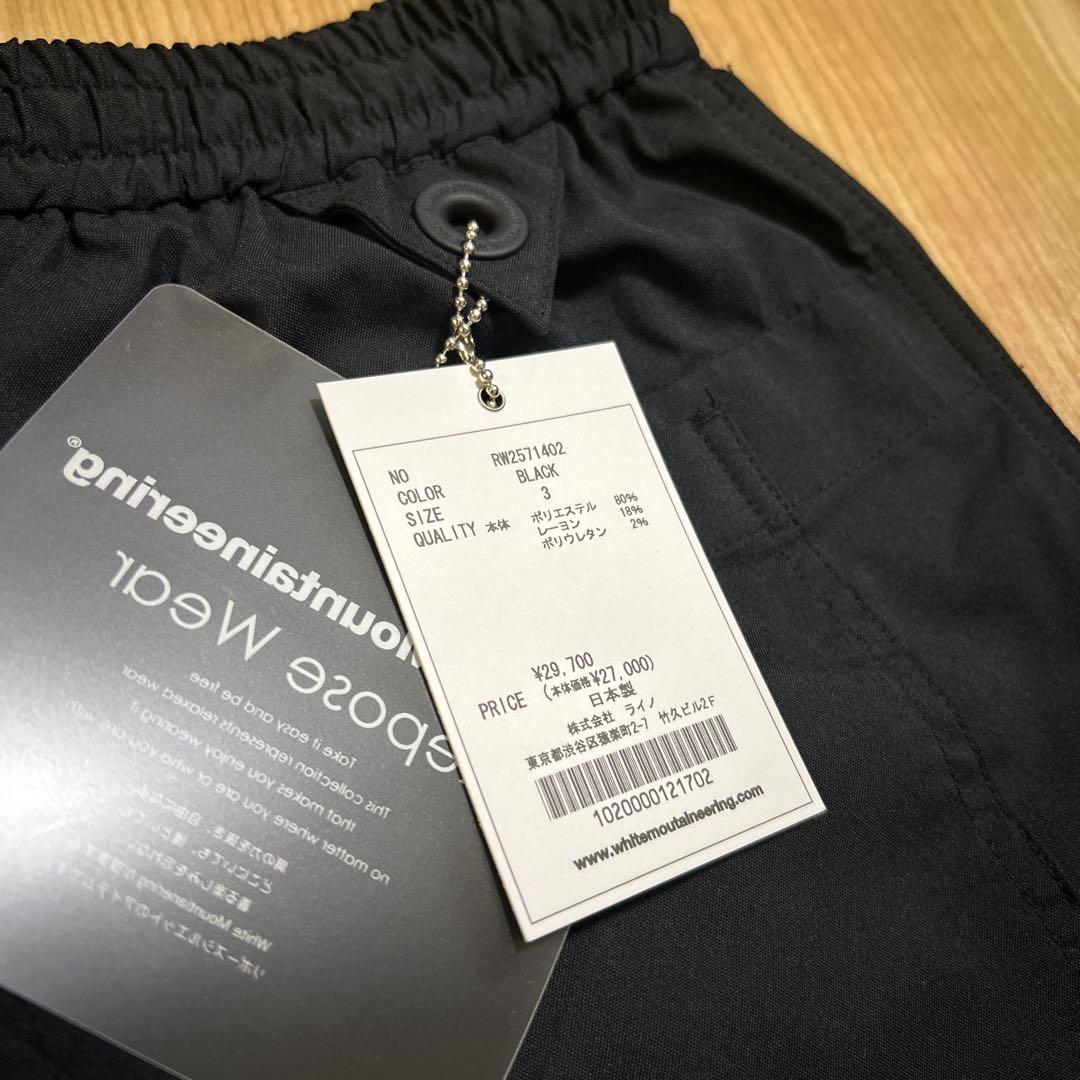 NO RW2571402
COLOR BLACK
SIZE 3
QUALITY 本体 ポリエステル 80%
レーヨン 18%
ポリウレタン 2%
¥29,700
PRICE (本体価格¥27,000)
日本製
株式会社 ライノ
東京都渋谷区猿楽町2-7 竹久ビル2F
1020000121702
www.whitemoutaineering.com
Mountaineering®
epose Wear
Take it easy and be free.
This collection represents relaxed wear
that makes you enjoy wearing it
no matter where you are or who you
White Mountaineering